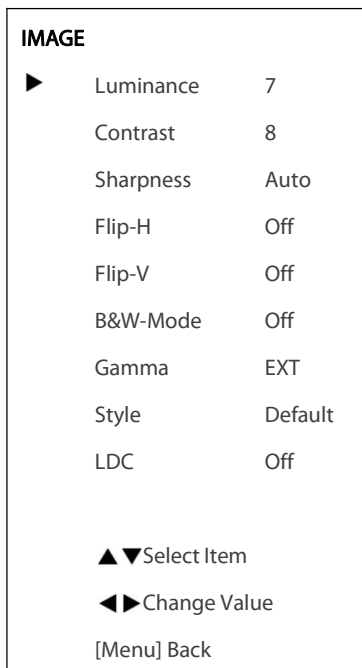 IMAGE
▶ Luminance 7
Contrast 8
Sharpness Auto
Flip-H Off
Flip-V Off
B&W-Mode Off
Gamma EXT
Style Default
LDC Off
▲▼Select Item
◀▶Change Value
[Menu] Back